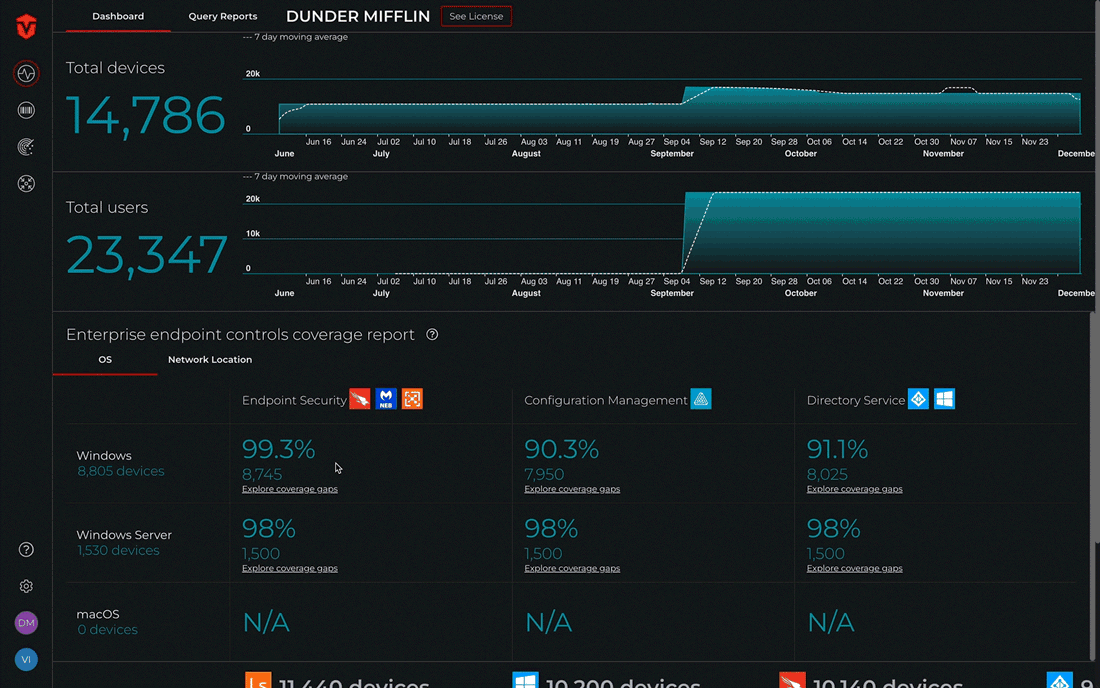 Dashboard
Query Reports
DUNDER MIFFLIN
See License
--- 7 day moving average
Total devices
14,786
20k
0
Jun 16 Jun 24 Jul 02 Jul 10 Jul 18 Jul 26 Aug 03 Aug 11 Aug 19 Aug 27 Sep 04 Sep 12 Sep 20 Sep 28 Oct 06 Oct 14 Oct 22 Oct 30 Nov 07 Nov 15 Nov 23
June July August September October November Decembe
--- 7 day moving average
Total users
23,347
20k
10k
0
Jun 16 Jun 24 Jul 02 Jul 10 Jul 18 Jul 26 Aug 03 Aug 11 Aug 19 Aug 27 Sep 04 Sep 12 Sep 20 Sep 28 Oct 06 Oct 14 Oct 22 Oct 30 Nov 07 Nov 15 Nov 23
June July August September October November Decembe
Enterprise endpoint controls coverage report ?
OS
Network Location
Endpoint Security NEB
Configuration Management
Directory Service
Windows
8,805 devices
99.3%
8,745
Explore coverage gaps
90.3%
7,950
Explore coverage gaps
91.1%
8,025
Explore coverage gaps
Windows Server
1,530 devices
98%
1,500
Explore coverage gaps
98%
1,500
Explore coverage gaps
98%
1,500
Explore coverage gaps
macOS
0 devices
N/A
N/A
N/A
?
DM
VI
Ls 11,440 devices
10,200 devices
10,140 devices
9